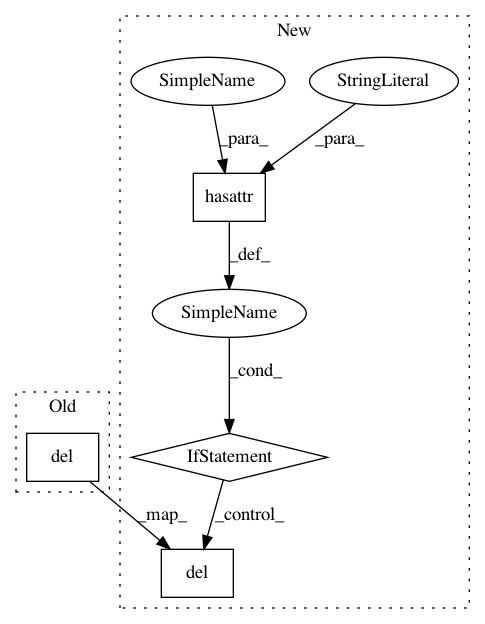 New
SimpleName
StringLiteral
_para_
_para_
hasattr
_def_
SimpleName
_cond_
Old
IfStatement
del
_map_
_control_
del